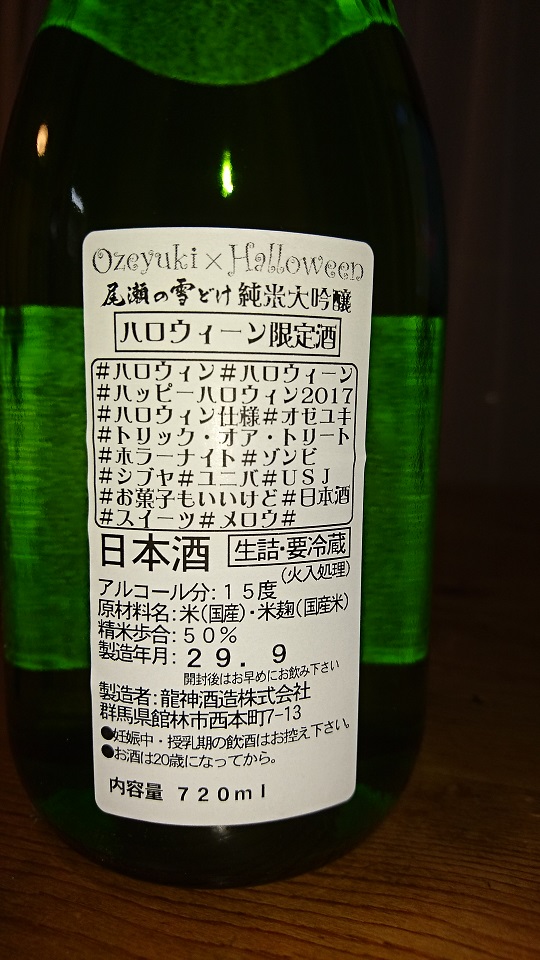 Ozeyuki×Halloween
尾瀬の雪どけ 純米大吟醸
ハロウィーン限定酒
#ハロウィン#ハロウィーン
#ハッピーハロウィン2017
#ハロウィン仕様#オゼユキ
#トリック・オア・トリート
#ホラーナイト#ゾンビ
#シブヤ#ユニバ#USJ
#お菓子もいいけど#日本酒
#スイーツ#メロウ#
日本酒 生詰・要冷蔵
(火入処理)
アルコール分:15度
原材料名:米(国産)・米麹(国産米)
精米歩合:50%
製造年月:29.9
開封後はお早めにお飲み下さい
製造者:龍神酒造株式会社
群馬県館林市西本町7-13
●妊娠中・授乳期の飲酒はお控え下さい。
●お酒は20歳になってから。
内容量 720ml